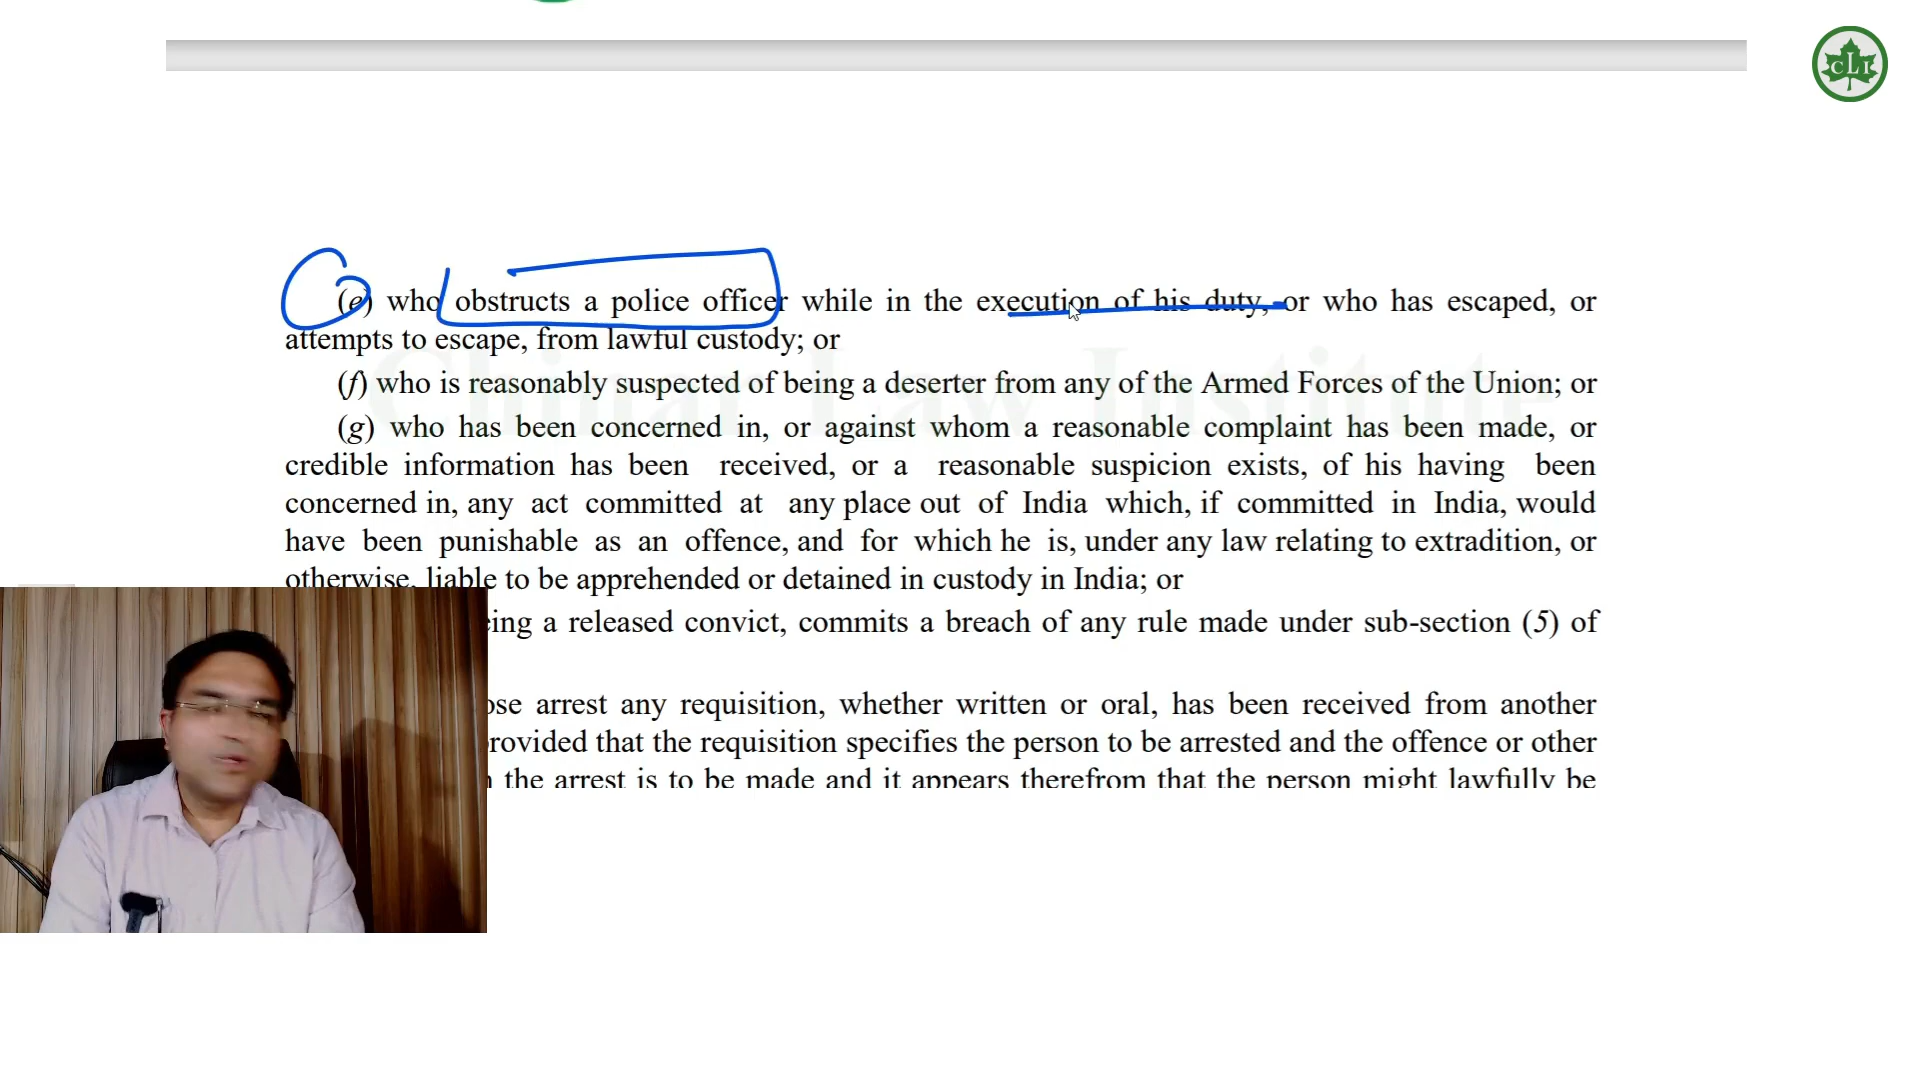 CLI
(e) who obstructs a police officer while in the execution of his duty, or who has escaped, or
attempts to escape, from lawful custody; or
(f) who is reasonably suspected of being a deserter from any of the Armed Forces of the Union; or
(g) who has been concerned in, or against whom a reasonable complaint has been made, or
credible information has been received, or a reasonable suspicion exists, of his having been
concerned in, any act committed at any place out of India which, if committed in India, would
have been punishable as an offence, and for which he is, under any law relating to extradition, or
otherwise, liable to be apprehended or detained in custody in India; or
eing a released convict, commits a breach of any rule made under sub-section (5) of
ose arrest any requisition, whether written or oral, has been received from another
rovided that the requisition specifies the person to be arrested and the offence or other
the arrest is to be made and it appears therefrom that the person might lawfully be
Chinar Law Institute